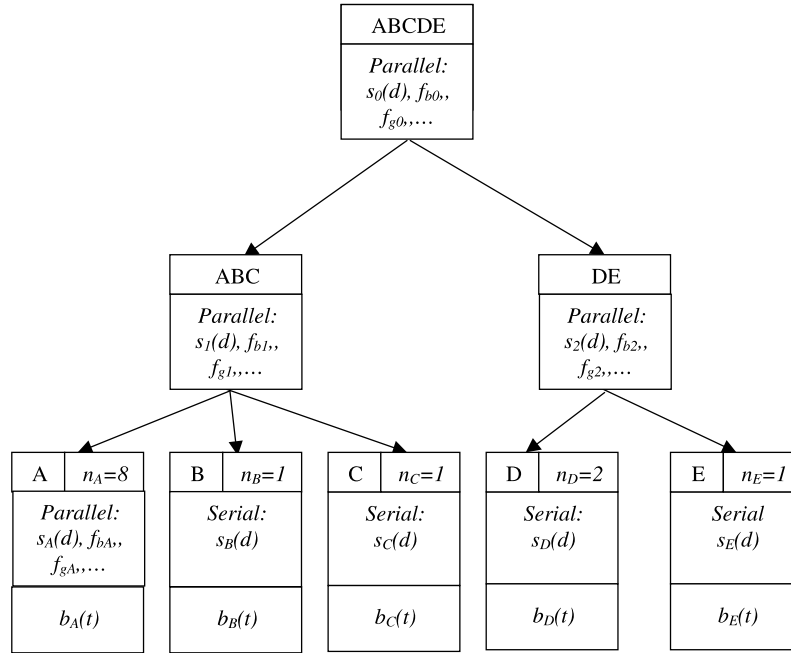 ABCDE
Parallel:
s0(d), fb0,,
fg0,,…
ABC
Parallel:
s1(d), fb1,,
fg1,,…
DE
Parallel:
s2(d), fb2,,
fg2,,…
A nA=8
Parallel:
sA(d), fbA,,
fgA,,…
bA(t)
B nB=1
Serial:
sB(d)
bB(t)
C nC=1
Serial:
sC(d)
bC(t)
D nD=2
Serial:
sD(d)
bD(t)
E nE=1
Serial
sE(d)
bE(t)